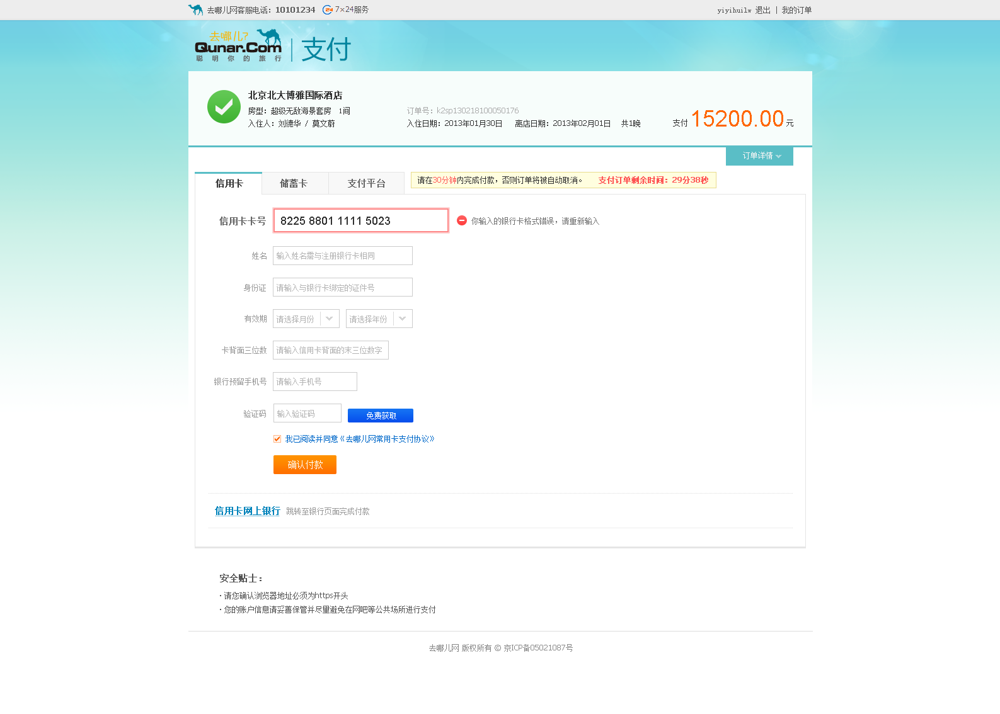 去哪儿网客服电话：10101234 24 7×24服务
yiyihuilw 退出 | 我的订单
去哪儿?
Qunar.Com
聪明你的旅行
支付
北京北大博雅国际酒店
房型：超级无敌海景套房 1间
入住人：刘德华 / 莫文蔚
订单号：k2sp130218100050176
入住日期：2013年01月30日 离店日期：2013年02月01日 共1晚
支付 15200.00 元
订单详情
信用卡 储蓄卡 支付平台
请在30分钟内完成付款，否则订单将被自动取消。 支付订单剩余时间：29分38秒
信用卡卡号 8225 8801 1111 5023 你输入的银行卡格式错误，请重新输入
姓名 输入姓名需与注册银行卡相同
身份证 请输入与银行卡绑定的证件号
有效期 请选择月份 请选择年份
卡背面三位数 请输入信用卡背面的末三位数字
银行预留手机号 请输入手机号
验证码 输入验证码 免费获取
我已阅读并同意《去哪儿网常用卡支付协议》
确认付款
信用卡网上银行 跳转至银行页面完成付款
安全贴士：
· 请您确认浏览器地址必须为https开头
· 您的账户信息请妥善保管并尽量避免在网吧等公共场所进行支付
去哪儿网 版权所有 © 京ICP备05021087号